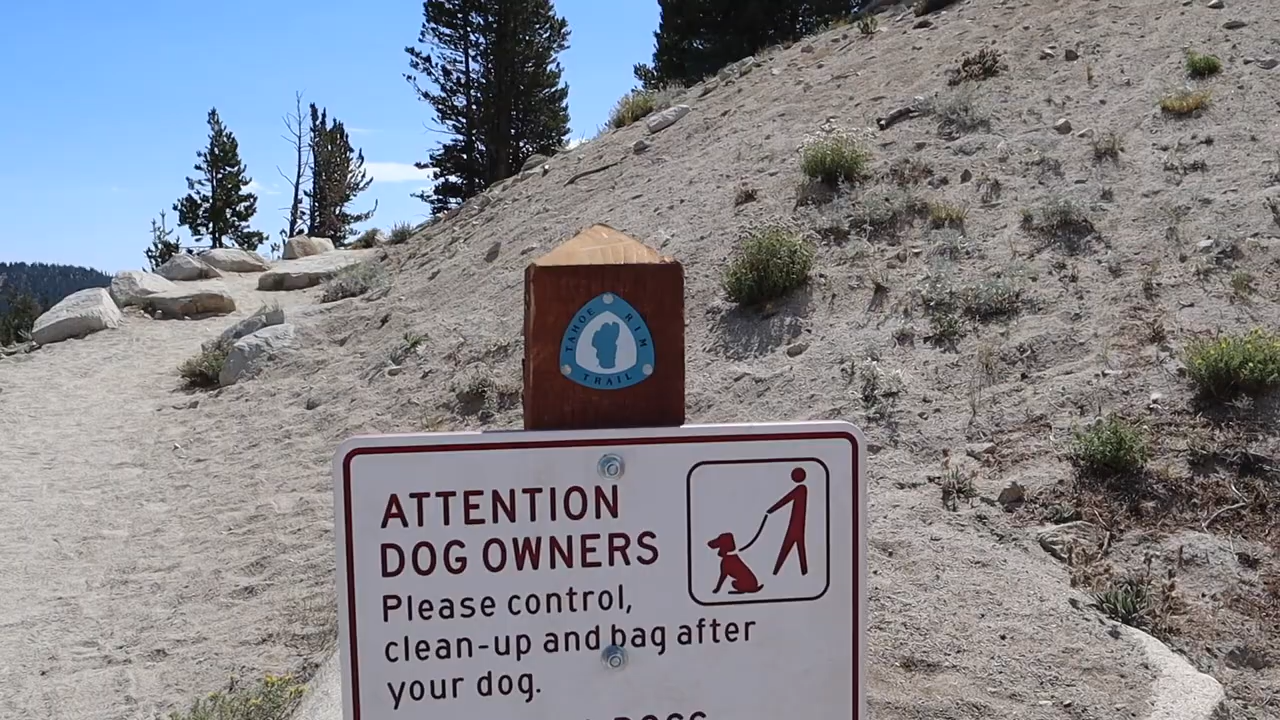 TAHOE RIM
TRAIL
ATTENTION
DOG OWNERS
Please control,
clean-up and bag after
your dog.